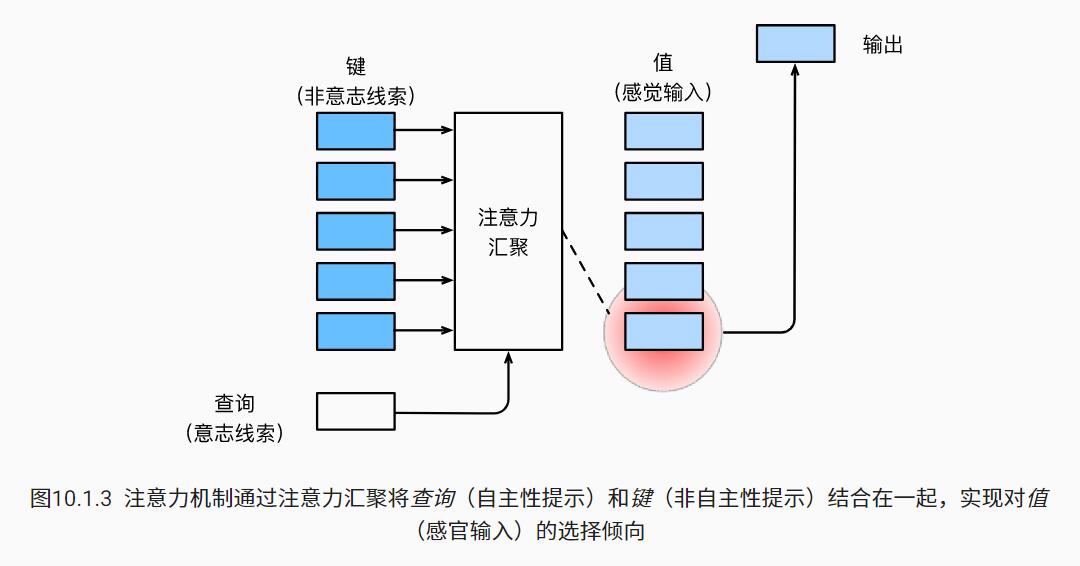 输出
键
（非意志线索）
值
（感觉输入）
注意力
汇聚
查询
（意志线索）
图10.1.3 注意力机制通过注意力汇聚将查询（自主性提示）和键（非自主性提示）结合在一起，实现对值
（感官输入）的选择倾向